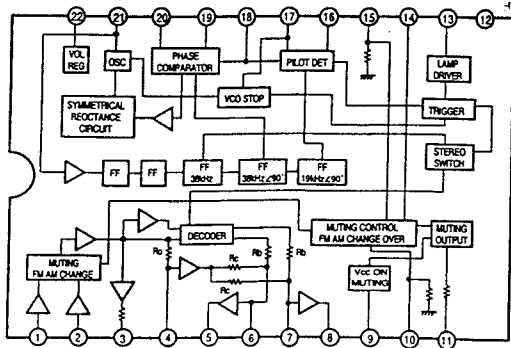 22 21 20 19 18 17 16 15 14 13 12
VOL
REG
OSC
PHASE
COMPARATOR
PILOT DET
LAMP
DRIVER
SYMMETRICAL
REOCTANCE
CIRCUIT
VCO STOP
TRIGGER
FF
FF
FF
38kHz
FF
38kHz∠90°
FF
19kHz∠90°
STEREO
SWITCH
DECODER
MUTING CONTROL
FM AM CHANGE OVER
MUTING
OUTPUT
MUTING
FM AM CHANGE
Ro
Rc
Rb
Rb
Rc
Vcc ON
MUTING
1 2 3 4 5 6 7 8 9 10 11